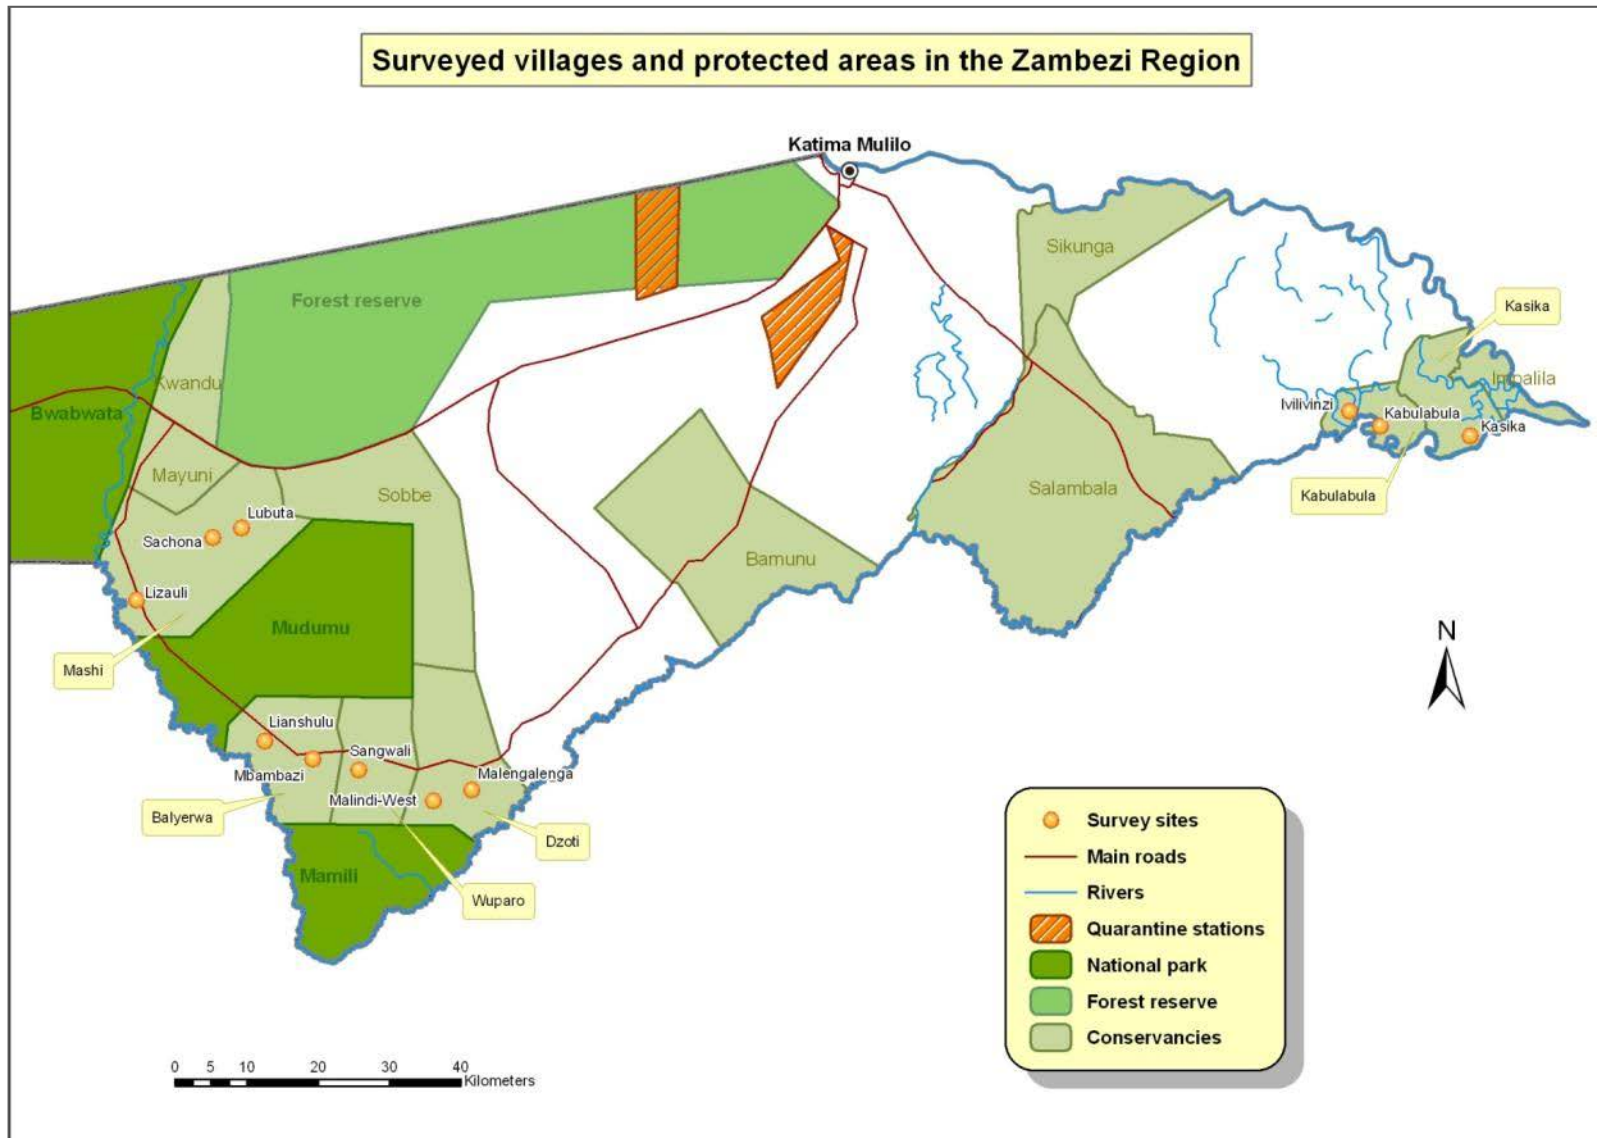 Surveyed villages and protected areas in the Zambezi Region
Katima Mulilo
Sikunga
Forest reserve
Kasika
Kwandu
Impalila
Bwabwata
Ivilivinzi
Kabulabula
Kasika
Mayuni
Sobbe
Salambala
Kabulabula
Lubuta
Sachona
Bamunu
Lizauli
Mudumu
N
Mashi
Lianshulu
Sangwali
Mbambazi
Malengalenga
Malindi-West
Balyerwa
Dzoti
Mamili
Wuparo
Survey sites
Main roads
Rivers
Quarantine stations
National park
Forest reserve
Conservancies
0 5 10 20 30 40
Kilometers